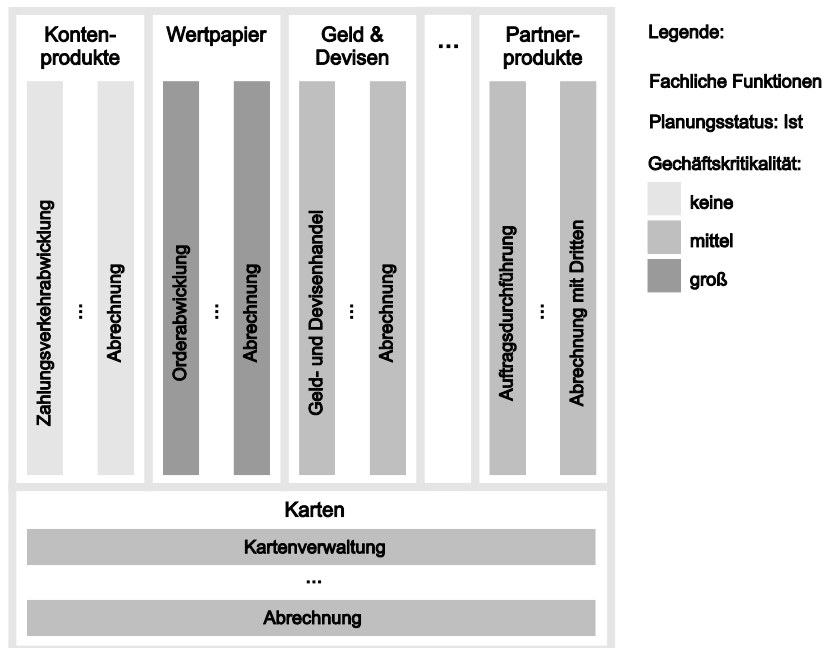 Konten-
produkte
Zahlungsverkehrabwicklung
...
Abrechnung
Wertpapier
Orderabwicklung
...
Abrechnung
Geld &
Devisen
Geld- und Devisenhandel
...
Abrechnung
...
Partner-
produkte
Auftragsdurchführung
...
Abrechnung mit Dritten
Karten
Kartenverwaltung
...
Abrechnung
Legende:
Fachliche Funktionen
Planungsstatus: Ist
Gechäftskritikalität:
keine
mittel
groß